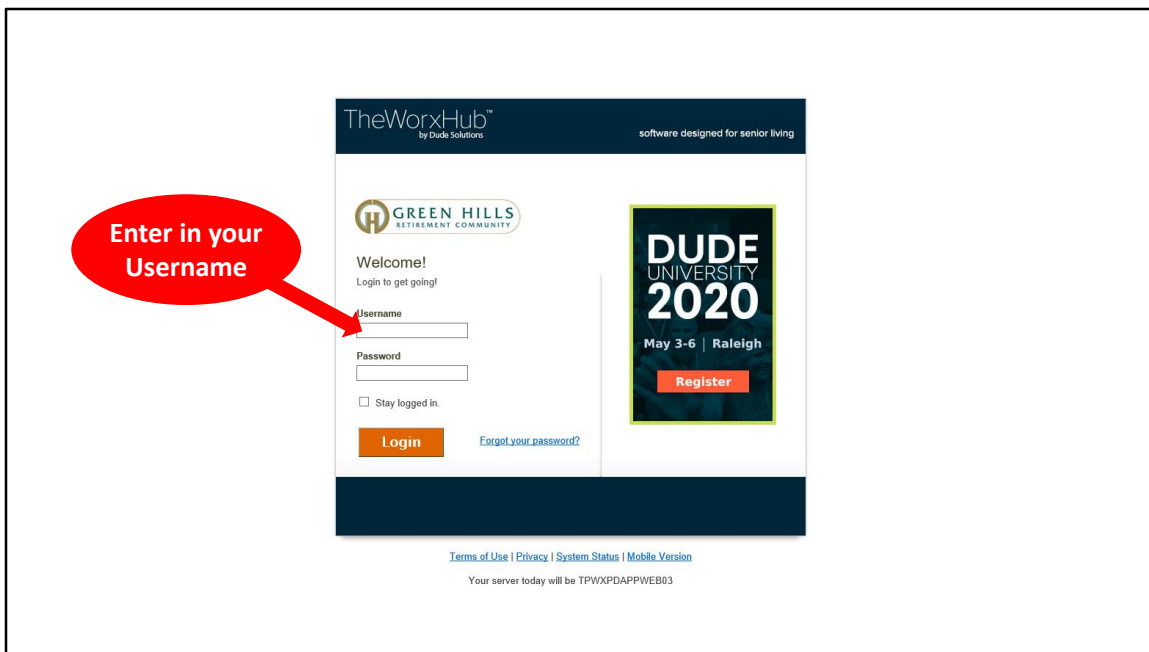 TheWorxHub™
by Dude Solutions
software designed for senior living
GREEN HILLS
RETIREMENT COMMUNITY
Enter in your
Username
Welcome!
Login to get going!
Username
Password
Stay logged in.
Login
Forgot your password?
DUDE
UNIVERSITY
2020
May 3-6 | Raleigh
Register
Terms of Use | Privacy | System Status | Mobile Version
Your server today will be TPWXPDAPPWEB03